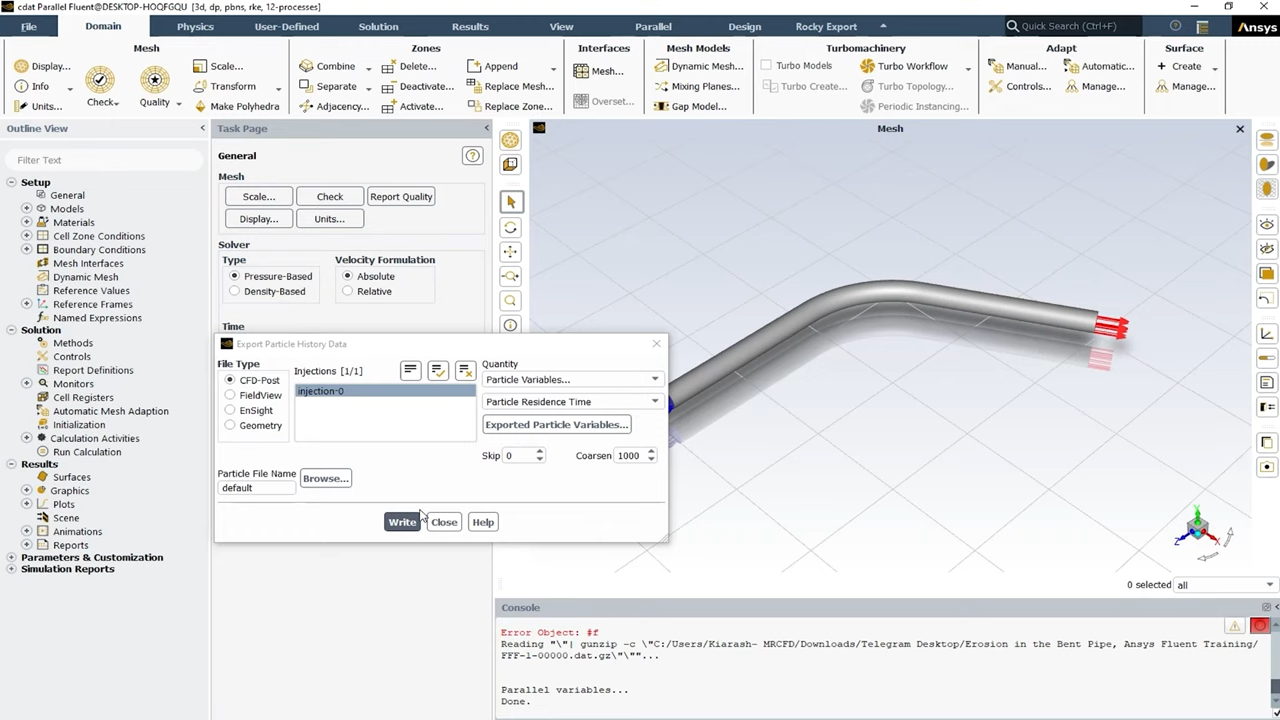 cdat Parallel Fluent@DESKTOP-HOQFGQU [3d, dp, pbns, rke, 12-processes]
File Domain Physics User-Defined Solution Results View Parallel Design Rocky Export Quick Search (Ctrl+F) Ansys
Mesh Zones Interfaces Mesh Models Turbomachinery Adapt Surface
Display... Scale... Combine Delete... Append Mesh... Dynamic Mesh... Turbo Models Turbo Workflow Manual... Automatic... Create
Info Transform Separate Deactivate... Replace Mesh... Mixing Planes... Turbo Create... Turbo Topology... Controls... Manage... Manage...
Units... Check Quality Make Polyhedra Adjacency... Activate... Replace Zone... Overset... Gap Model... Periodic Instancing...
Outline View
Filter Text
Setup
General
Models
Materials
Cell Zone Conditions
Boundary Conditions
Mesh Interfaces
Dynamic Mesh
Reference Values
Reference Frames
Named Expressions
Solution
Methods
Controls
Report Definitions
Monitors
Cell Registers
Automatic Mesh Adaption
Initialization
Calculation Activities
Run Calculation
Results
Surfaces
Graphics
Plots
Scene
Animations
Reports
Parameters & Customization
Simulation Reports
Task Page
General
Mesh
Scale... Check Report Quality
Display... Units...
Solver
Type Velocity Formulation
Pressure-Based Absolute
Density-Based Relative
Time
Export Particle History Data
File Type Injections [1/1] Quantity
CFD-Post injection-0 Particle Variables...
FieldView Particle Residence Time
EnSight
Geometry Exported Particle Variables...
Skip 0 Coarsen 1000
Particle File Name
default Browse...
Write Close Help
Mesh
0 selected all
Console
Error Object: #f
Reading "\"| gunzip -c \"C:/Users/Kiarash- MRCFD/Downloads/Telegram Desktop/Erosion in the Bent Pipe, Ansys Fluent Training/
FFF-1-00000.dat.gz\"\""...
Parallel variables...
Done.